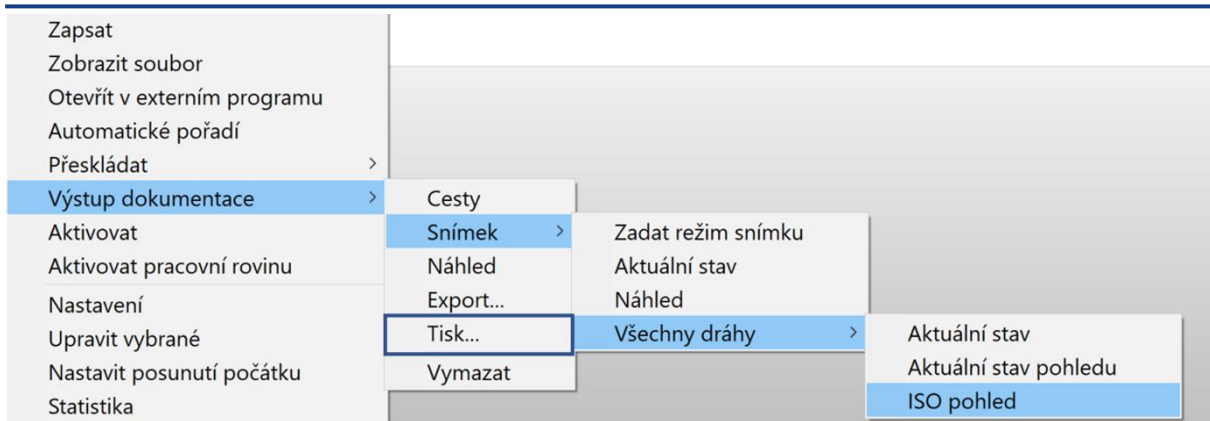 Zapsat
Zobrazit soubor
Otevřít v externím programu
Automatické pořadí
Přeskládat
Výstup dokumentace
Aktivovat
Aktivovat pracovní rovinu
Nastavení
Upravit vybrané
Nastavit posunutí počátku
Statistika
Cesty
Snímek
Náhled
Export...
Tisk...
Vymazat
Zadat režim snímku
Aktuální stav
Náhled
Všechny dráhy
Aktuální stav
Aktuální stav pohledu
ISO pohled